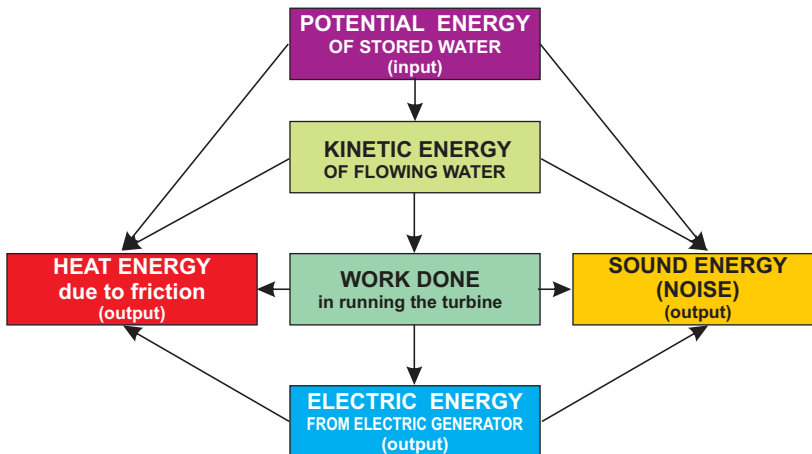 POTENTIAL ENERGY
OF STORED WATER
(input)
KINETIC ENERGY
OF FLOWING WATER
HEAT ENERGY
due to friction
(output)
WORK DONE
in running the turbine
SOUND ENERGY
(NOISE)
(output)
ELECTRIC ENERGY
FROM ELECTRIC GENERATOR
(output)